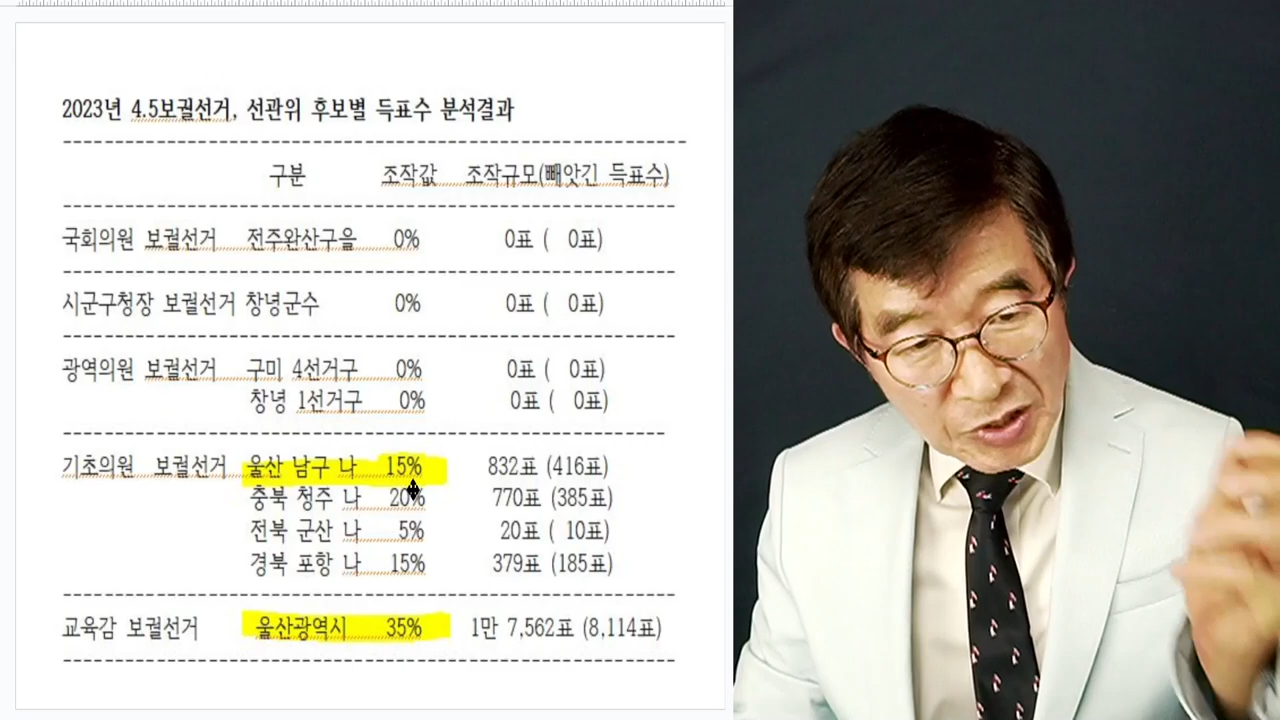 2023년 4.5보궐선거, 선관위 후보별 득표수 분석결과
구분 조작값 조작규모(빼앗긴 득표수)
국회의원 보궐선거 전주완산구을 0% 0표 ( 0표)
시군구청장 보궐선거 창녕군수 0% 0표 ( 0표)
광역의원 보궐선거 구미 4선거구 0% 0표 ( 0표)
창녕 1선거구 0% 0표 ( 0표)
기초의원 보궐선거 울산 남구 나 15% 832표 (416표)
충북 청주 나 20% 770표 (385표)
전북 군산 나 5% 20표 ( 10표)
경북 포항 나 15% 379표 (185표)
교육감 보궐선거 울산광역시 35% 1만 7,562표 (8,114표)